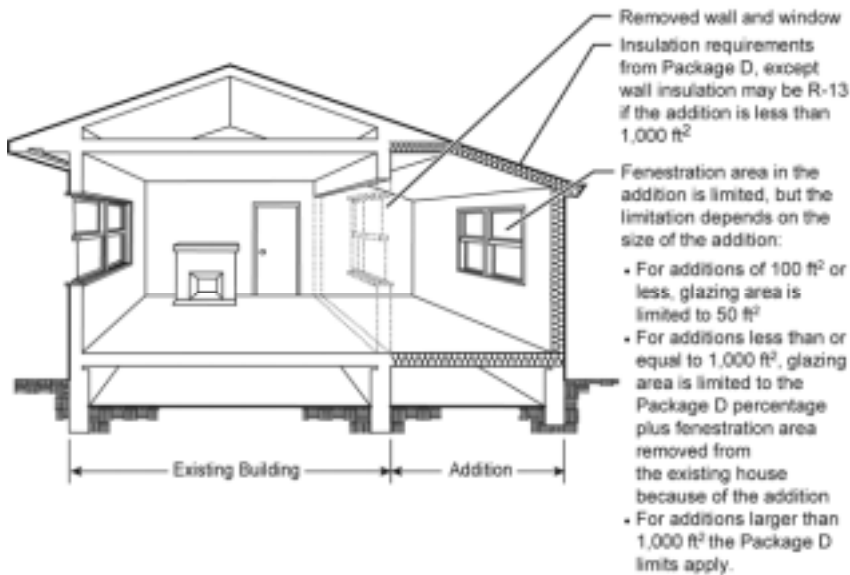 Removed wall and window
Insulation requirements
from Package D, except
wall insulation may be R-13
if the addition is less than
1,000 ft²
Fenestration area in the
addition is limited, but the
limitation depends on the
size of the addition:
• For additions of 100 ft² or
less, glazing area is
limited to 50 ft²
• For additions less than or
equal to 1,000 ft², glazing
area is limited to the
Package D percentage
plus fenestration area
removed from
the existing house
because of the addition
• For additions larger than
1,000 ft² the Package D
limits apply.
Existing Building
Addition